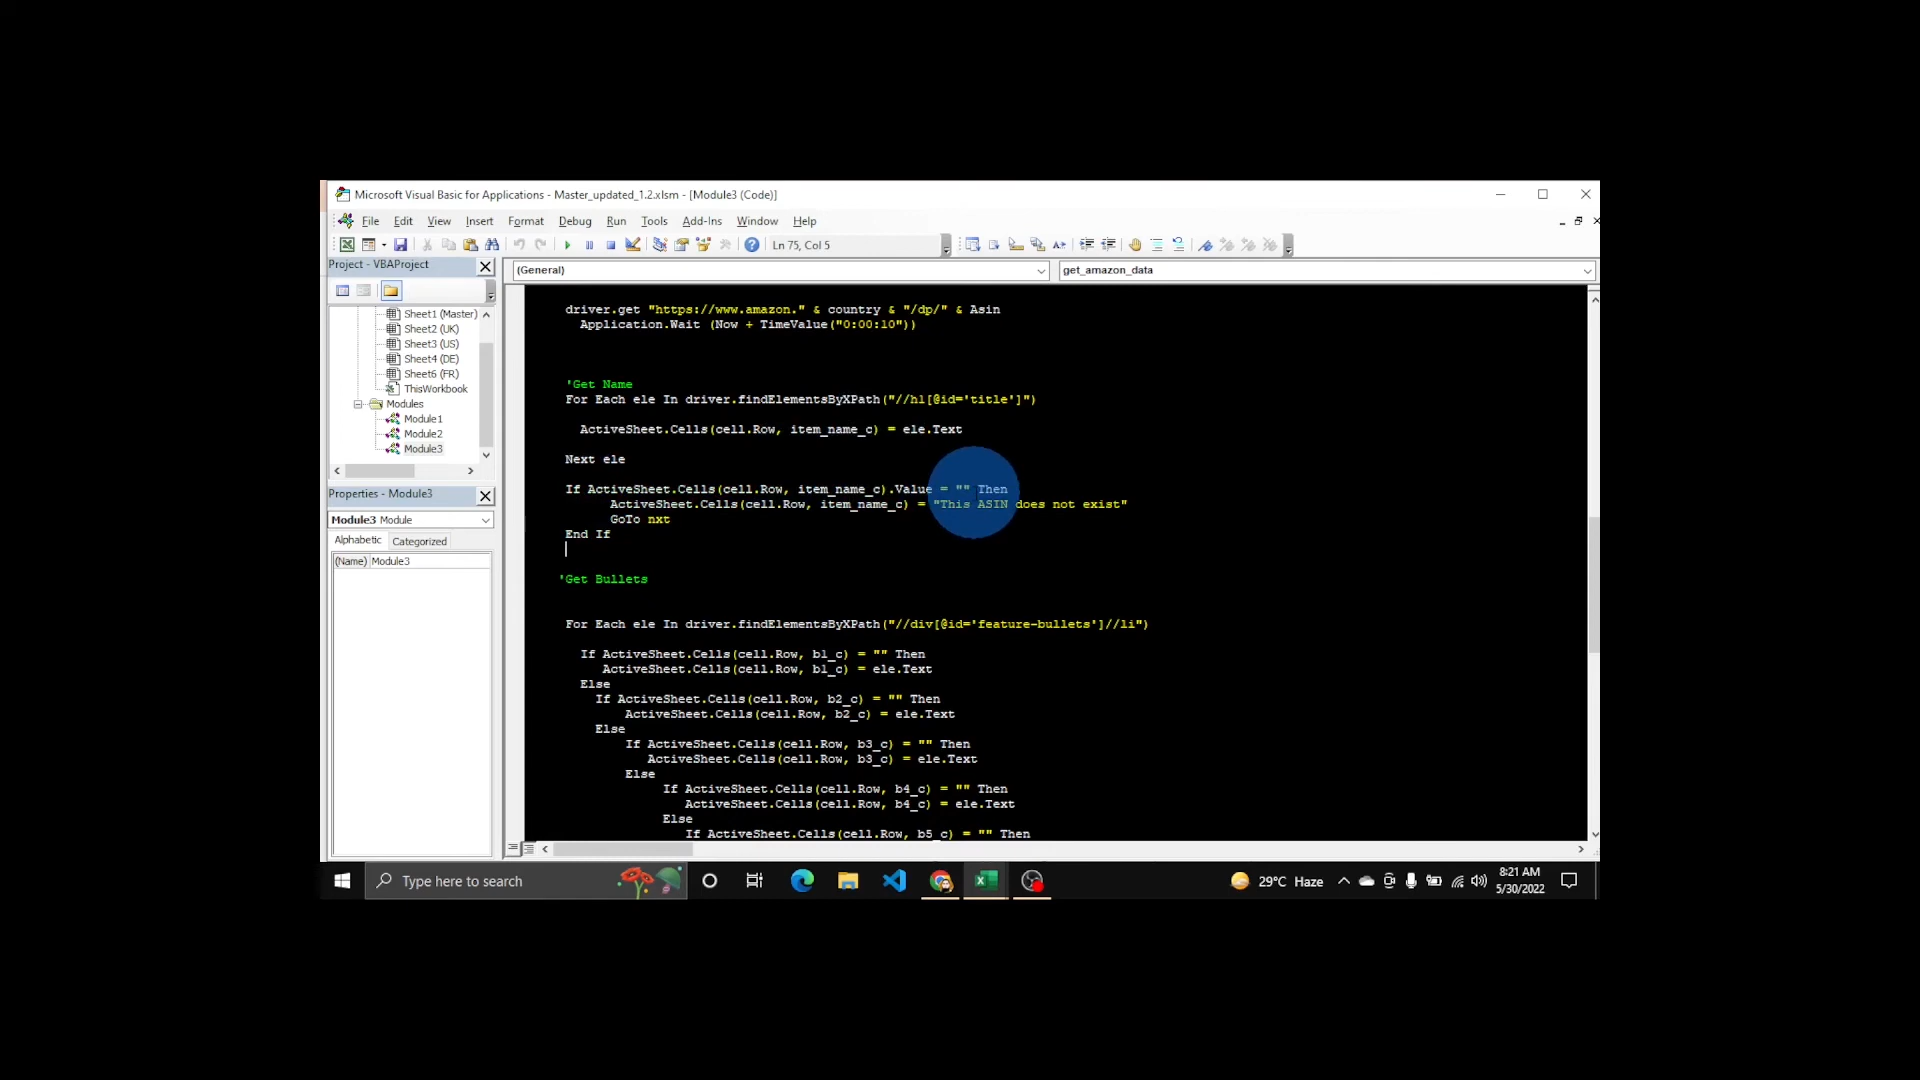 Microsoft Visual Basic for Applications - Master_updated_1.2.xlsm - [Module3 (Code)]
File Edit View Insert Format Debug Run Tools Add-Ins Window Help
Ln 75, Col 5
Project - VBAProject
(General)
get_amazon_data
Sheet1 (Master)
Sheet2 (UK)
Sheet3 (US)
Sheet4 (DE)
Sheet6 (FR)
ThisWorkbook
Modules
Module1
Module2
Module3
Properties - Module3
Module3 Module
Alphabetic Categorized
(Name) Module3
driver.get "https://www.amazon." & country & "/dp/" & Asin
Application.Wait (Now + TimeValue("0:00:10"))
'Get Name
For Each ele In driver.findElementsByXPath("//h1[@id='title']")
ActiveSheet.Cells(cell.Row, item_name_c) = ele.Text
Next ele
If ActiveSheet.Cells(cell.Row, item_name_c).Value = "" Then
ActiveSheet.Cells(cell.Row, item_name_c) = "This ASIN does not exist"
GoTo nxt
End If
'Get Bullets
For Each ele In driver.findElementsByXPath("//div[@id='feature-bullets']//li")
If ActiveSheet.Cells(cell.Row, b1_c) = "" Then
ActiveSheet.Cells(cell.Row, b1_c) = ele.Text
Else
If ActiveSheet.Cells(cell.Row, b2_c) = "" Then
ActiveSheet.Cells(cell.Row, b2_c) = ele.Text
Else
If ActiveSheet.Cells(cell.Row, b3_c) = "" Then
ActiveSheet.Cells(cell.Row, b3_c) = ele.Text
Else
If ActiveSheet.Cells(cell.Row, b4_c) = "" Then
ActiveSheet.Cells(cell.Row, b4_c) = ele.Text
Else
If ActiveSheet.Cells(cell.Row, b5_c) = "" Then
Type here to search
29°C Haze
8:21 AM
5/30/2022